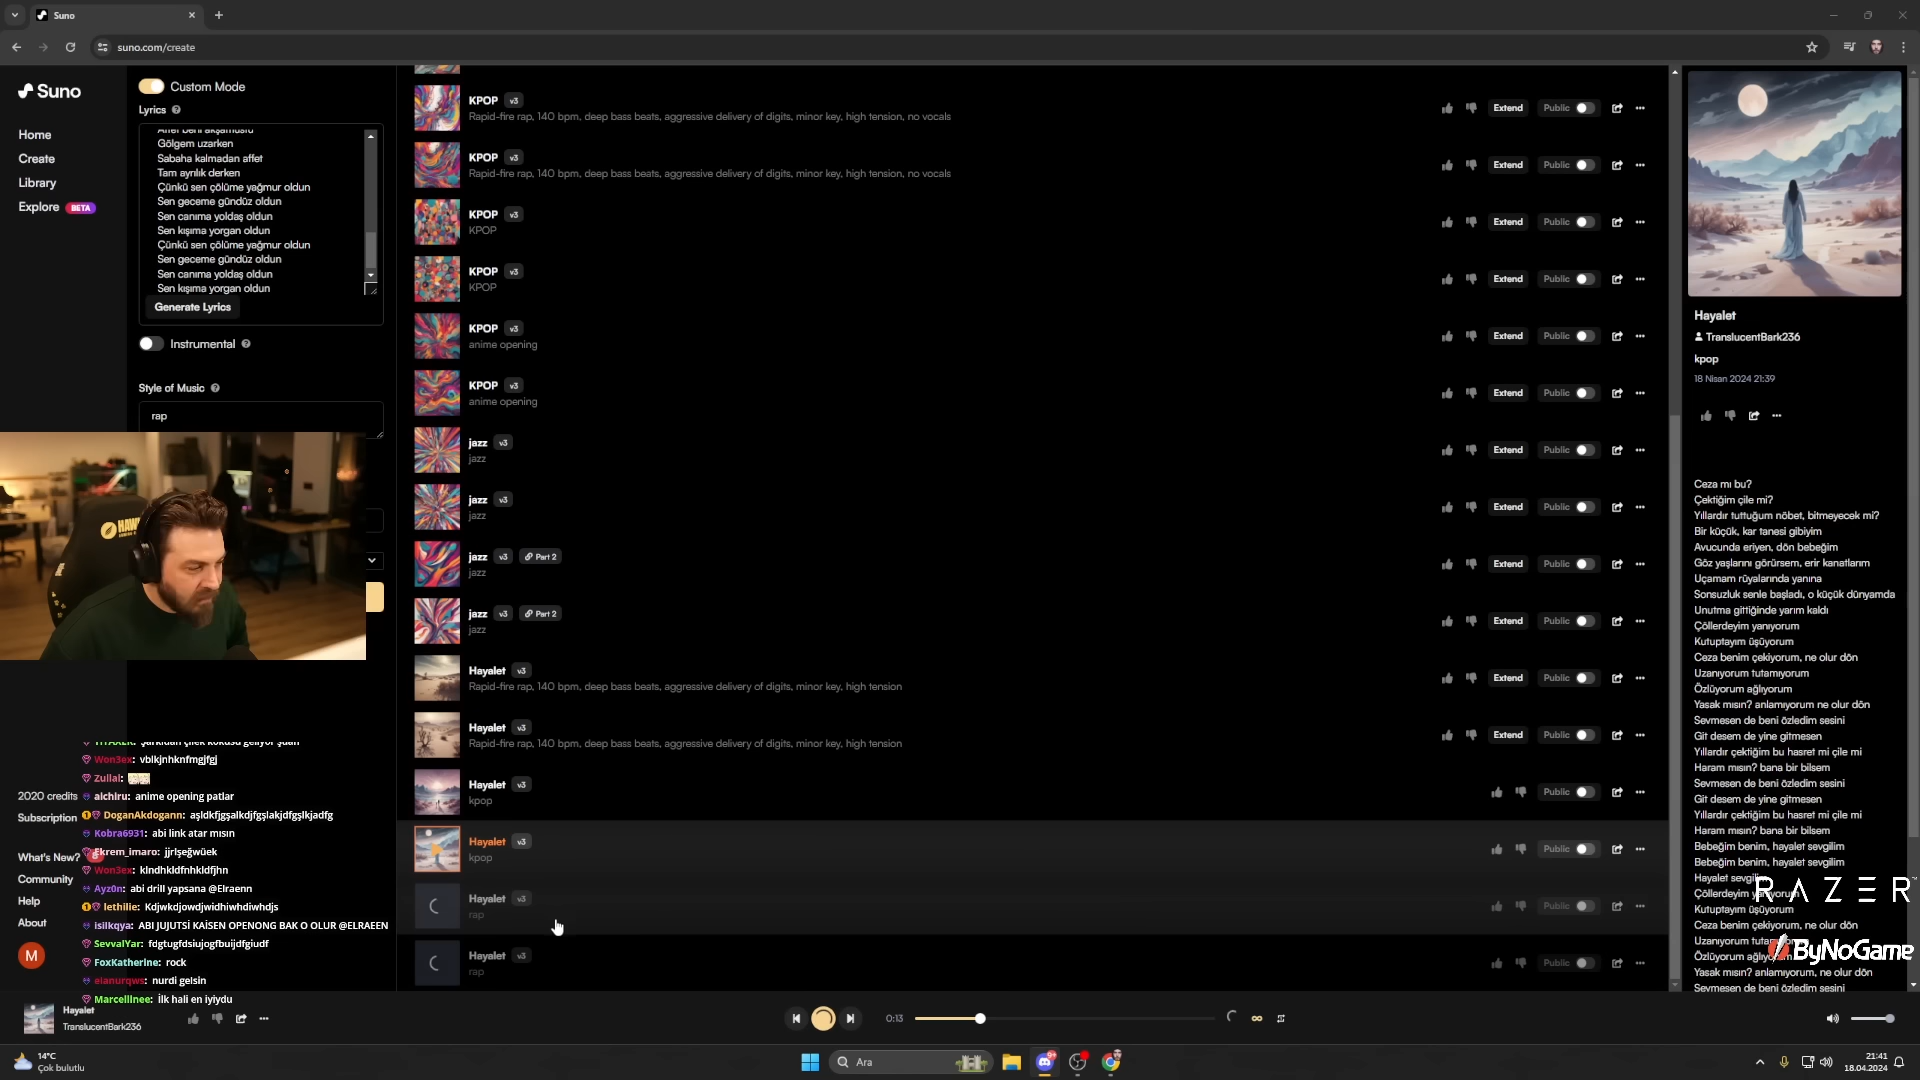 Suno
suno.com/create
Suno
Home
Create
Library
Explore BETA
Custom Mode
Lyrics
Affet beni akşamüstü
Gölgem uzarken
Sabaha kalmadan affet
Tam ayrılık derken
Çünkü sen çölüme yağmur oldun
Sen geceme gündüz oldun
Sen canıma yoldaş oldun
Sen kışıma yorgan oldun
Çünkü sen çölüme yağmur oldun
Sen geceme gündüz oldun
Sen canıma yoldaş oldun
Sen kışıma yorgan oldun
Generate Lyrics
Instrumental
Style of Music
rap
KPOP v3
Rapid-fire rap, 140 bpm, deep bass beats, aggressive delivery of digits, minor key, high tension, no vocals
Extend Public
KPOP v3
Rapid-fire rap, 140 bpm, deep bass beats, aggressive delivery of digits, minor key, high tension, no vocals
Extend Public
KPOP v3
KPOP
Extend Public
KPOP v3
KPOP
Extend Public
KPOP v3
anime opening
Extend Public
KPOP v3
anime opening
Extend Public
jazz v3
jazz
Extend Public
jazz v3
jazz
Extend Public
jazz v3 Part 2
jazz
Extend Public
jazz v3 Part 2
jazz
Extend Public
Hayalet v3
Rapid-fire rap, 140 bpm, deep bass beats, aggressive delivery of digits, minor key, high tension
Extend Public
Hayalet v3
Rapid-fire rap, 140 bpm, deep bass beats, aggressive delivery of digits, minor key, high tension
Extend Public
Hayalet v3
kpop
Public
Hayalet v3
kpop
Public
Hayalet v3
rap
Public
Hayalet v3
rap
Public
Hayalet
TranslucentBark236
kpop
18 Nisan 2024 21:39
Ceza mı bu?
Çektiğim çile mi?
Yıllardır tuttuğum nöbet, bitmeyecek mi?
Bir küçük, kar tanesi gibiyim
Avucunda eriyen, dön bebeğim
Göz yaşlarını görürsem, erir kanatlarım
Uçamam rüyalarında yanına
Sonsuzluk senle başladı, o küçük dünyamda
Unutma gittiğinde yarım kaldı
Çöllerdeyim yanıyorum
Kutuptayım üşüyorum
Ceza benim çekiyorum, ne olur dön
Uzanıyorum tutamıyorum
Özlüyorum ağlıyorum
Yasak mısın? anlamıyorum ne olur dön
Sevmesen de beni özledim sesini
Git desem de yine gitmesen
Yıllardır çektiğim bu hasret mi çile mi
Haram mısın? bana bir bilsem
Sevmesen de beni özledim sesini
Git desem de yine gitmesen
Yıllardır çektiğim bu hasret mi çile mi
Haram mısın? bana bir bilsem
Bebeğim benim, hayalet sevgilim
Bebeğim benim, hayalet sevgilim
Hayalet
Çöllerdeyim
Kutuptayım üşüyorum
Ceza benim çekiyorum, ne olur dön
Uzanıyorum
Özlüyorum
Yasak mısın? anlamıyorum, ne olur dön
Sevmesen de beni özledim sesini
RAZER
ByNoGame
2020 credits
Subscription
What's New?
Community
Help
About
M
Won3ex: vblkjnhknfmgjfgj
Zullal:
aichiru: anime opening patlar
DoganAkdogann: aşldkfjgşalkdjfgşlakjdfgşlkjadfg
Kobra6931: abi link atar mısın
Ekrem_imaro: jjrlşeğwüek
Won3ex: klndhkldfnhkldfjhn
Ayz0n: abi drill yapsana @Elraenn
lethilie: Kdjwkdjowdjwidhiwhdiwhdjs
isilkqya: ABI JUJUTSI KAİSEN OPENONG BAK O OLUR @ELRAEEN
SevvalYar: fdgtugfdsiujogfbuijdfgiudf
FoxKatherine: rock
elanurqws: nurdi gelsin
Marcellinee: İlk hali en iyiydu
Hayalet
TranslucentBark236
0:13
14°C
Çok bulutlu
Ara
21:41
18.04.2024